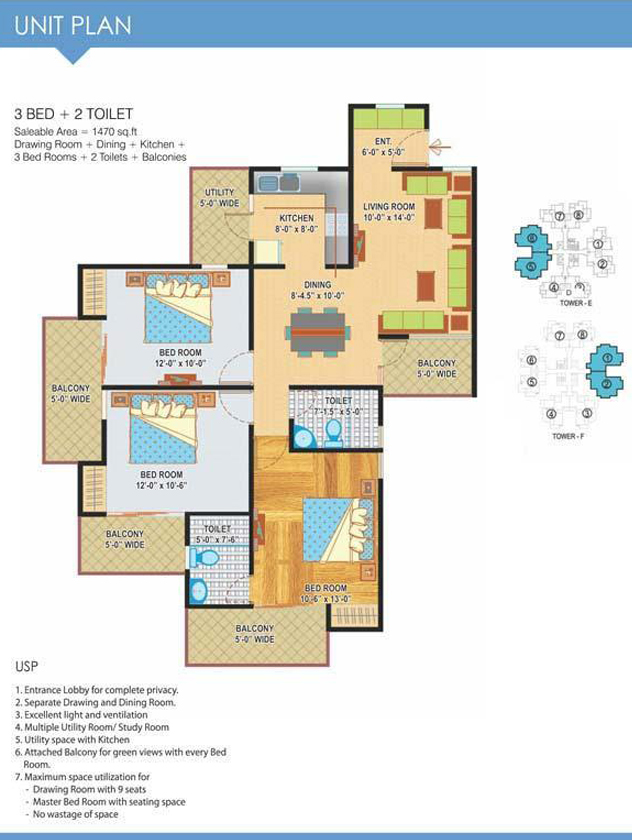 UNIT PLAN
3 BED + 2 TOILET
Saleable Area = 1470 sq.ft
Drawing Room + Dining + Kitchen +
3 Bed Rooms + 2 Toilets + Balconies
ENT.
6'-0" x 5'-0"
UTILITY
5'-0" WIDE
KITCHEN
8'-0" x 8'-0"
LIVING ROOM
10'-0" x 14'-0"
DINING
8'-4.5" x 10'-0"
BED ROOM
12'-0" x 10'-0"
BALCONY
5'-0" WIDE
BALCONY
5'-0" WIDE
TOILET
7'-1.5" x 5'-0"
BED ROOM
12'-0" x 10'-6"
BALCONY
5'-0" WIDE
TOILET
5'-0" x 7'-6"
BED ROOM
10'-6" x 13'-0"
BALCONY
5'-0" WIDE
7 8
6 1
5 2
4 3
TOWER - E
7 8
6 1
5 2
4 3
TOWER - F
USP
1. Entrance Lobby for complete privacy.
2. Separate Drawing and Dining Room.
3. Excellent light and ventilation
4. Multiple Utility Room/ Study Room
5. Utility space with Kitchen
6. Attached Balcony for green views with every Bed
Room.
7. Maximum space utilization for
- Drawing Room with 9 seats
- Master Bed Room with seating space
- No wastage of space